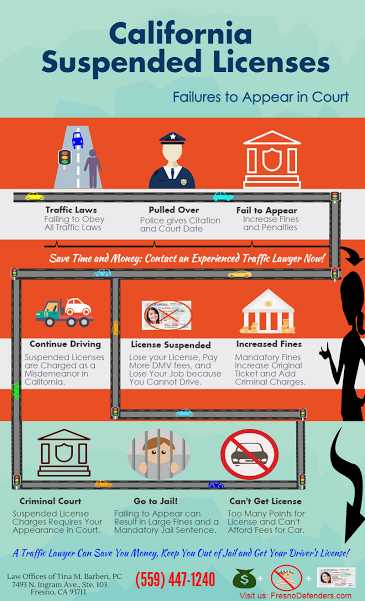 California
Suspended Licenses
Failures to Appear in Court
Traffic Laws
Failing to Obey
All Traffic Laws
Pulled Over
Police gives Citation
and Court Date
Fail to Appear
Increase Fines
and Penalties
Save Time and Money: Contact an Experienced Traffic Lawyer Now!
Continue Driving
Suspended Licenses
are Charged as a
Misdemeanor in
California.
License Suspended
Lose your License, Pay
More DMV fees, and
Lose Your Job because
You Cannot Drive.
Increased Fines
Mandatory Fines
Increase Original
Ticket and Add
Criminal Charges.
Criminal Court
Suspended License
Charges Requires Your
Appearance in Court.
Go to Jail!
Failing to Appear can
Result in Large Fines and a
Mandatory Jail Sentence.
Can't Get License
Too Many Points for
License and Can't
Afford Fees for Car.
A Traffic Lawyer Can Save You Money, Keep You Out of Jail and Get Your Driver's License!
Law Offices of Tina M. Barberi, PC
7493 N. Ingram Ave., Ste. 103
Fresno, CA 93711
(559) 447-1240
$ + + 
Visit us: FresnoDefenders.com